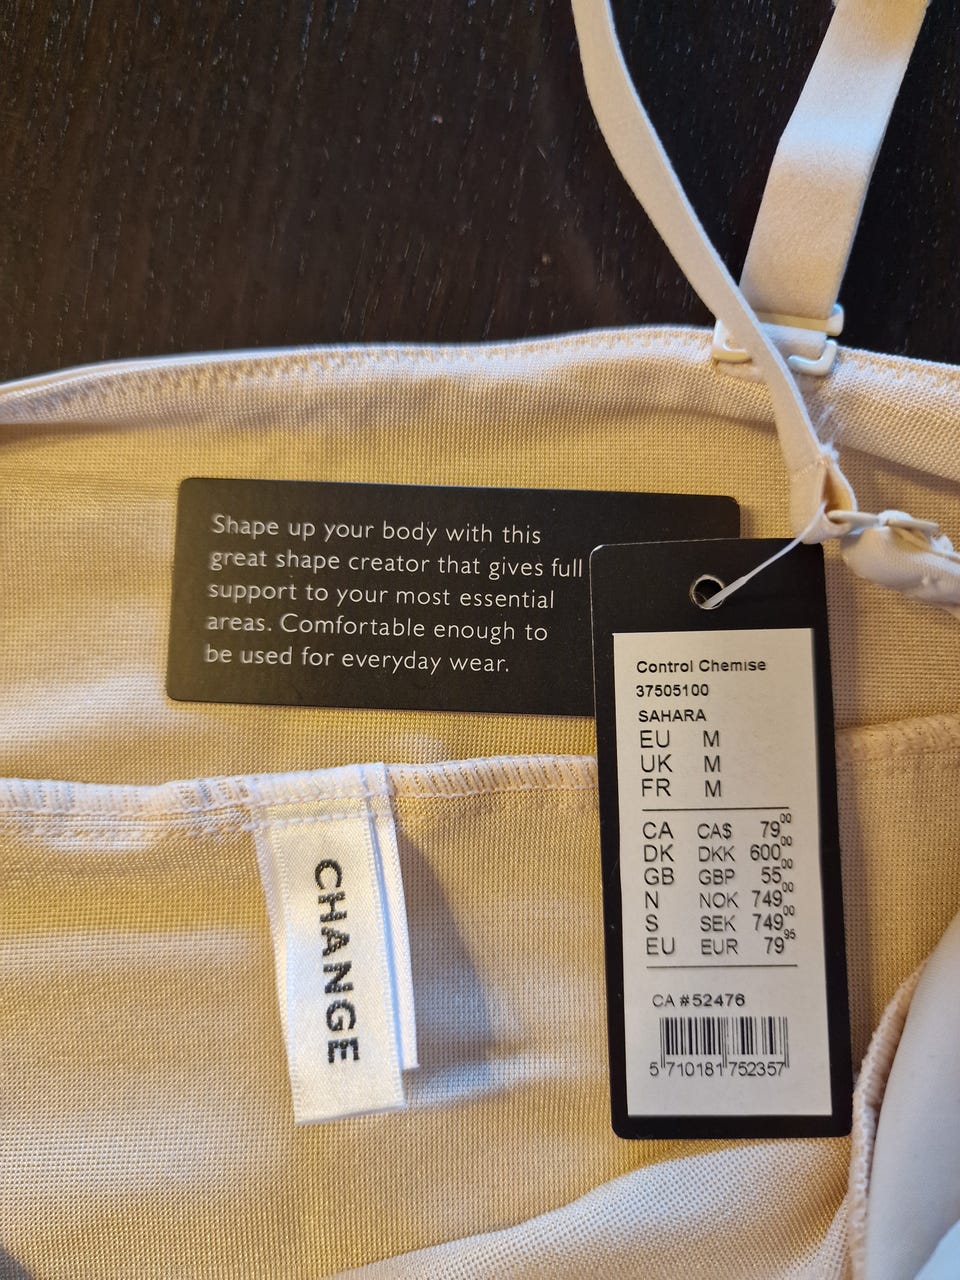 Shape up your body with this
great shape creator that gives full
support to your most essential
areas. Comfortable enough to
be used for everyday wear.
Control Chemise
37505100
SAHARA
EU M
UK M
FR M
CA CA$ 79 00
DK DKK 600 00
GB GBP 55 00
N NOK 749 00
S SEK 749 00
EU EUR 79 95
CA #52476
5 710181 752357
CHANGE